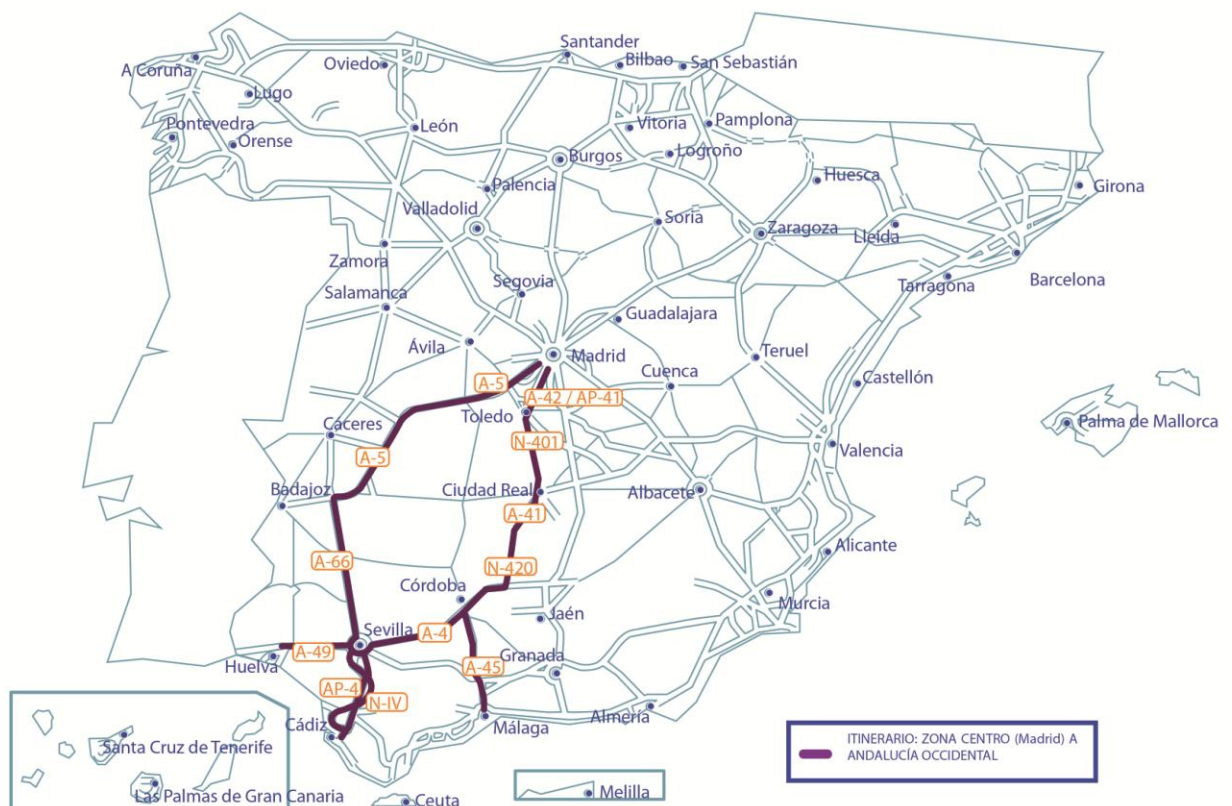 Santander
Oviedo
Bilbao
San Sebastián
A Coruña
Lugo
Pontevedra
Orense
León
Vitoria
Pamplona
Burgos
Logroño
Huesca
Girona
Palencia
Valladolid
Soria
Zaragoza
Lleida
Zamora
Barcelona
Segovia
Tarragona
Salamanca
Guadalajara
Ávila
Madrid
Teruel
A-5
Cuenca
Castellón
A-42 / AP-41
Toledo
Cáceres
Palma de Mallorca
N-401
A-5
Valencia
Badajoz
Ciudad Real
Albacete
A-41
A-66
N-420
Alicante
Córdoba
Murcia
Jaén
Sevilla
A-4
A-49
Huelva
A-45
Granada
AP-4
N-IV
Cádiz
Málaga
Almería
Santa Cruz de Tenerife
Las Palmas de Gran Canaria
Ceuta
Melilla
ITINERARIO: ZONA CENTRO (Madrid) A
ANDALUCÍA OCCIDENTAL